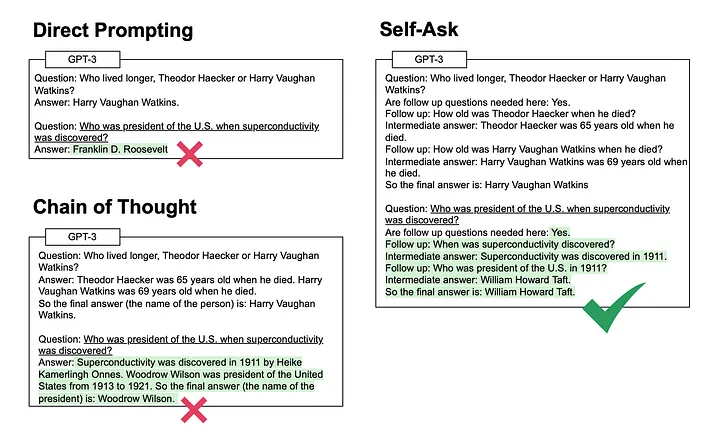 Direct Prompting
GPT-3
Question: Who lived longer, Theodor Haecker or Harry Vaughan
Watkins?
Answer: Harry Vaughan Watkins.
Question: Who was president of the U.S. when superconductivity
was discovered?
Answer: Franklin D. Roosevelt
Chain of Thought
GPT-3
Question: Who lived longer, Theodor Haecker or Harry Vaughan
Watkins?
Answer: Theodor Haecker was 65 years old when he died. Harry
Vaughan Watkins was 69 years old when he died.
So the final answer (the name of the person) is: Harry Vaughan
Watkins.
Question: Who was president of the U.S. when superconductivity
was discovered?
Answer: Superconductivity was discovered in 1911 by Heike
Kamerlingh Onnes. Woodrow Wilson was president of the United
States from 1913 to 1921. So the final answer (the name of the
president) is: Woodrow Wilson.
Self-Ask
GPT-3
Question: Who lived longer, Theodor Haecker or Harry Vaughan
Watkins?
Are follow up questions needed here: Yes.
Follow up: How old was Theodor Haecker when he died?
Intermediate answer: Theodor Haecker was 65 years old when he
died.
Follow up: How old was Harry Vaughan Watkins when he died?
Intermediate answer: Harry Vaughan Watkins was 69 years old when
he died.
So the final answer is: Harry Vaughan Watkins
Question: Who was president of the U.S. when superconductivity
was discovered?
Are follow up questions needed here: Yes.
Follow up: When was superconductivity discovered?
Intermediate answer: Superconductivity was discovered in 1911.
Follow up: Who was president of the U.S. in 1911?
Intermediate answer: William Howard Taft.
So the final answer is: William Howard Taft.